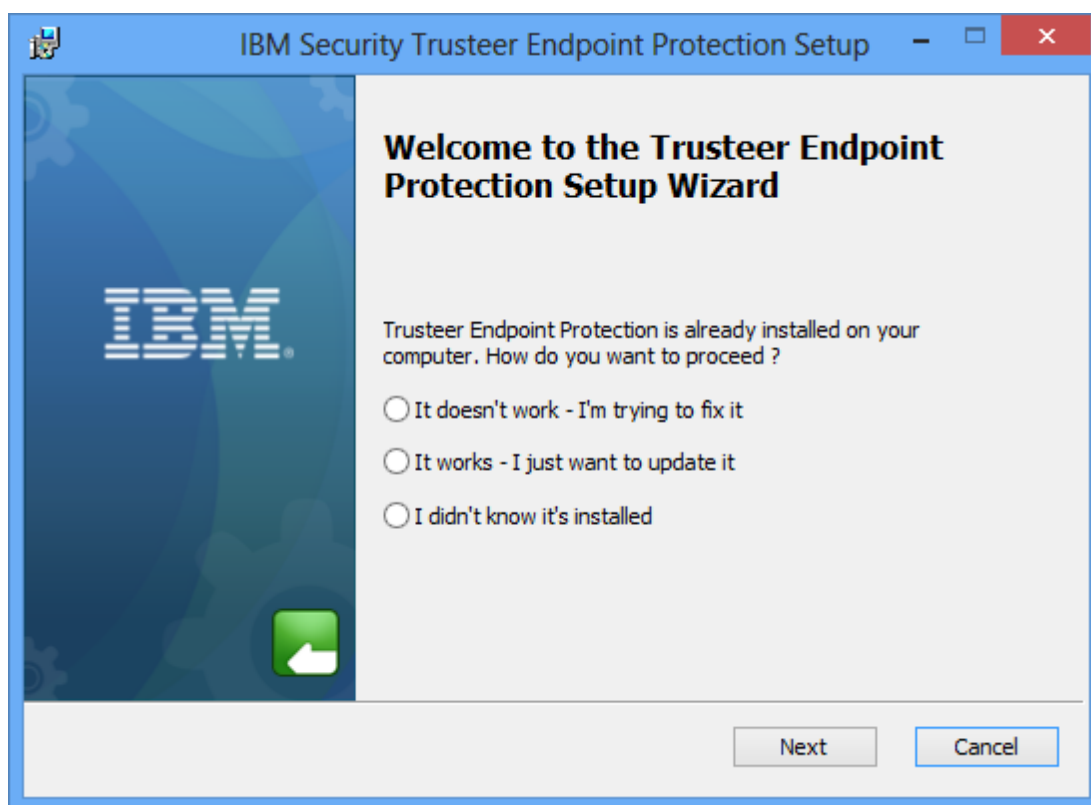 IBM Security Trusteer Endpoint Protection Setup
Welcome to the Trusteer Endpoint
Protection Setup Wizard
IBM.
Trusteer Endpoint Protection is already installed on your
computer. How do you want to proceed ?
It doesn't work - I'm trying to fix it
It works - I just want to update it
I didn't know it's installed
Next
Cancel